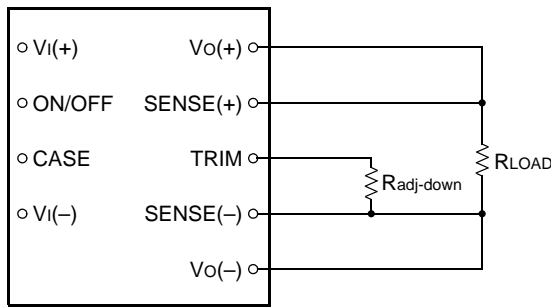 VI(+) VO(+)
ON/OFF SENSE(+)
CASE TRIM
RLOAD
Radj-down
VI(–) SENSE(–)
VO(–)